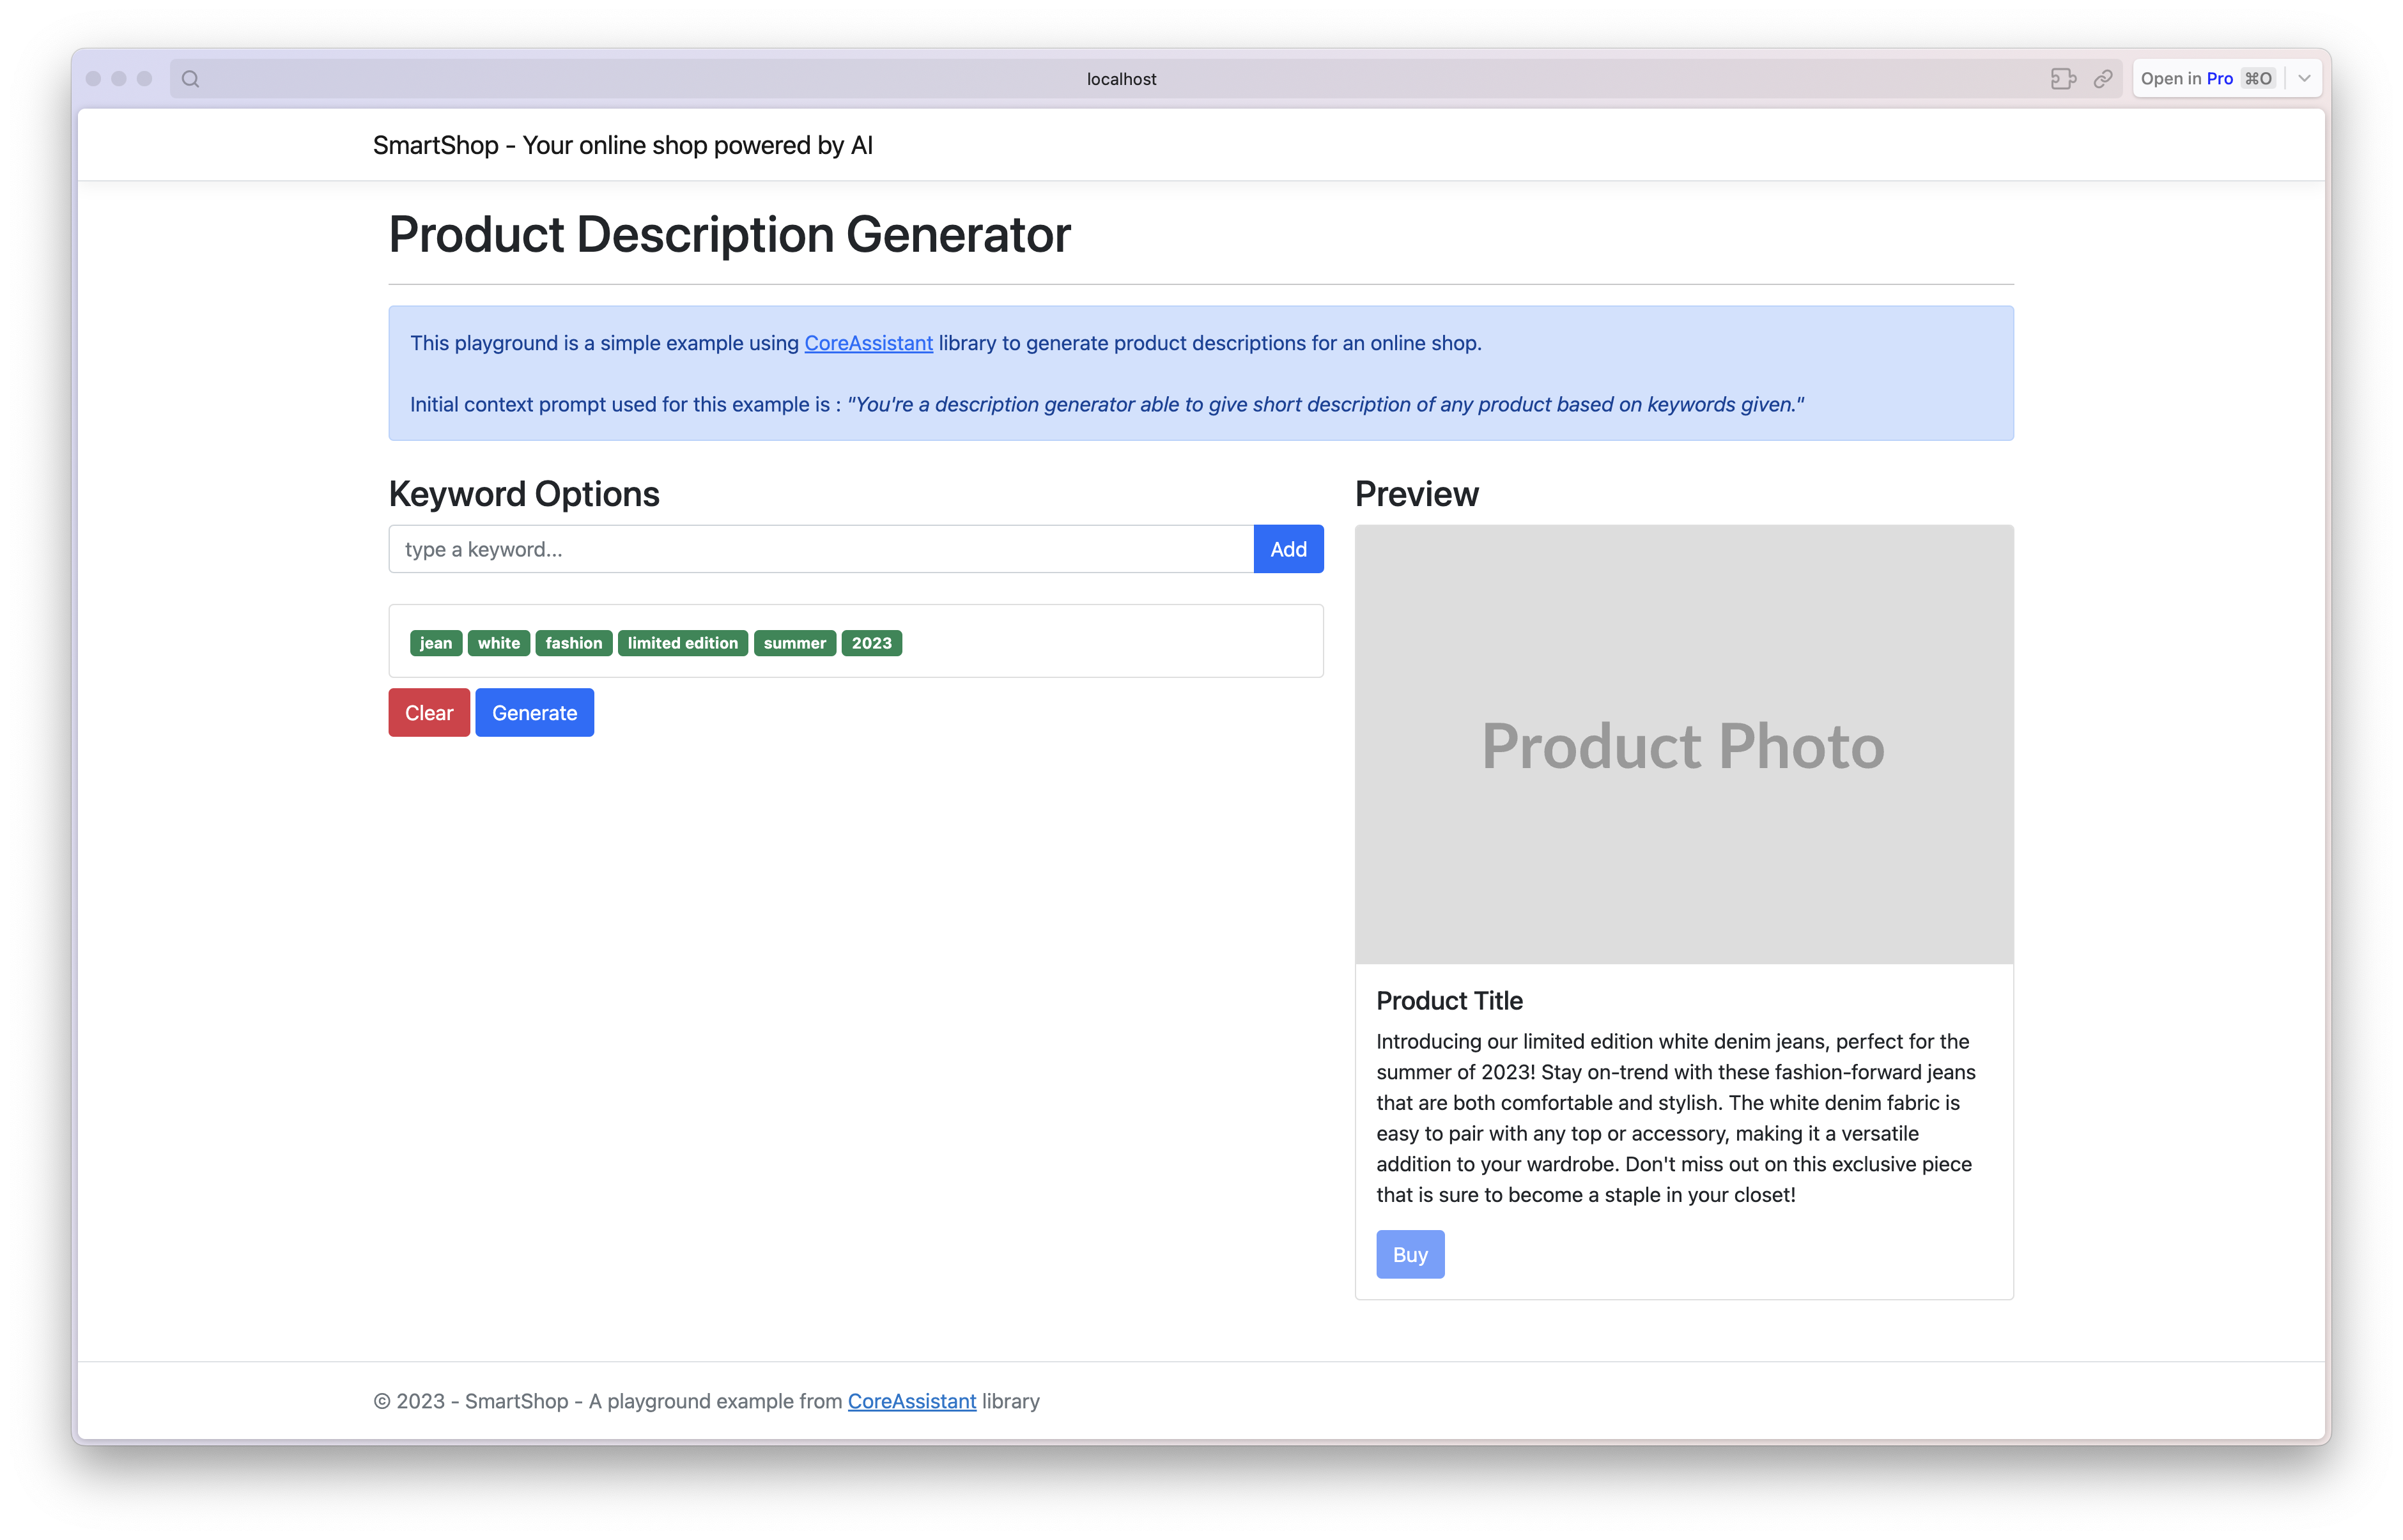 localhost
Open in Pro ⌘O
SmartShop - Your online shop powered by AI
Product Description Generator
This playground is a simple example using CoreAssistant library to generate product descriptions for an online shop.
Initial context prompt used for this example is : "You're a description generator able to give short description of any product based on keywords given."
Keyword Options
type a keyword...
Add
jean white fashion limited edition summer 2023
Clear Generate
Preview
Product Photo
Product Title
Introducing our limited edition white denim jeans, perfect for the
summer of 2023! Stay on-trend with these fashion-forward jeans
that are both comfortable and stylish. The white denim fabric is
easy to pair with any top or accessory, making it a versatile
addition to your wardrobe. Don't miss out on this exclusive piece
that is sure to become a staple in your closet!
Buy
© 2023 - SmartShop - A playground example from CoreAssistant library